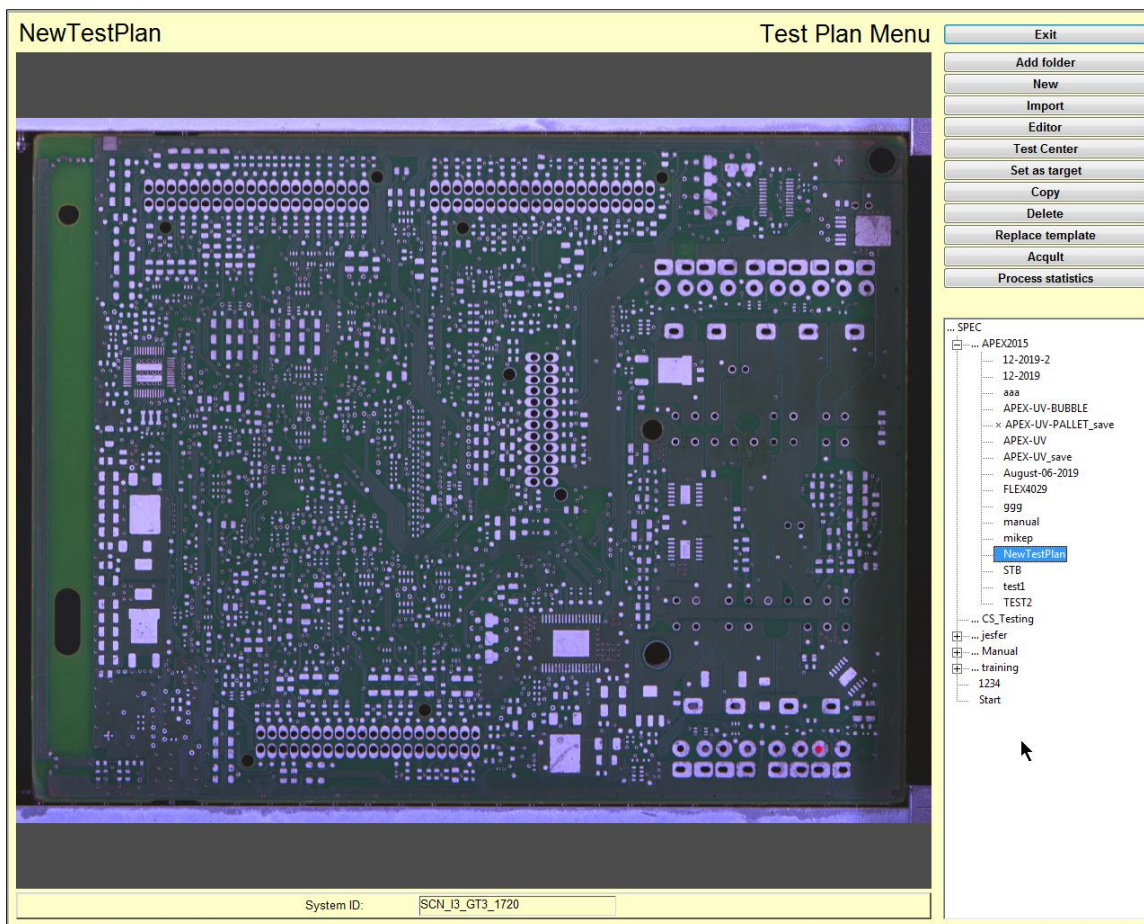 NewTestPlan
Test Plan Menu
Exit
Add folder
New
Import
Editor
Test Center
Set as target
Copy
Delete
Replace template
AcquIt
Process statistics
... SPEC
... APEX2015
12-2019-2
12-2019
aaa
APEX-UV-BUBBLE
× APEX-UV-PALLET_save
APEX-UV
APEX-UV_save
August-06-2019
FLEX4029
ggg
manual
mikep
NewTestPlan
STB
test1
TEST2
... CS_Testing
... jesfer
... Manual
... training
1234
Start
System ID:
SCN_I3_GT3_1720